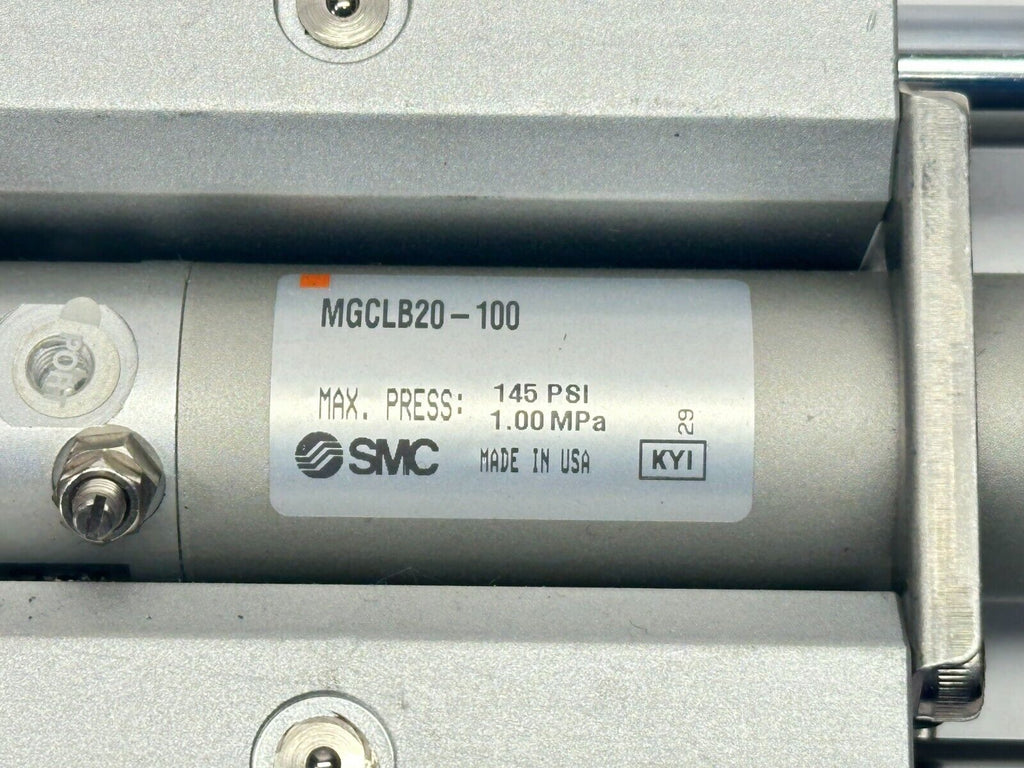 MGCLB20-100
MAX. PRESS: 145 PSI
1.00 MPa
29
SMC MADE IN USA KYI